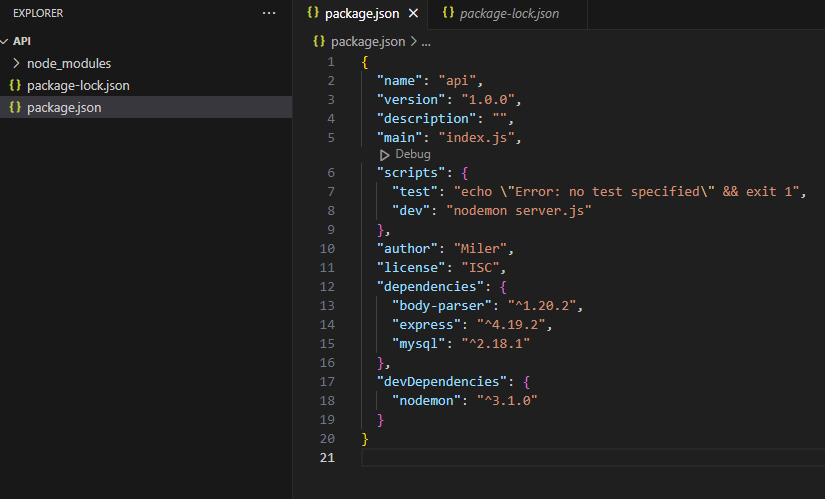 EXPLORER
API
node_modules
package-lock.json
package.json
package.json
package-lock.json
package.json > ...
1 {
2 "name": "api",
3 "version": "1.0.0",
4 "description": "",
5 "main": "index.js",
Debug
6 "scripts": {
7 "test": "echo \"Error: no test specified\" && exit 1",
8 "dev": "nodemon server.js"
9 },
10 "author": "Miler",
11 "license": "ISC",
12 "dependencies": {
13 "body-parser": "^1.20.2",
14 "express": "^4.19.2",
15 "mysql": "^2.18.1"
16 },
17 "devDependencies": {
18 "nodemon": "^3.1.0"
19 }
20 }
21